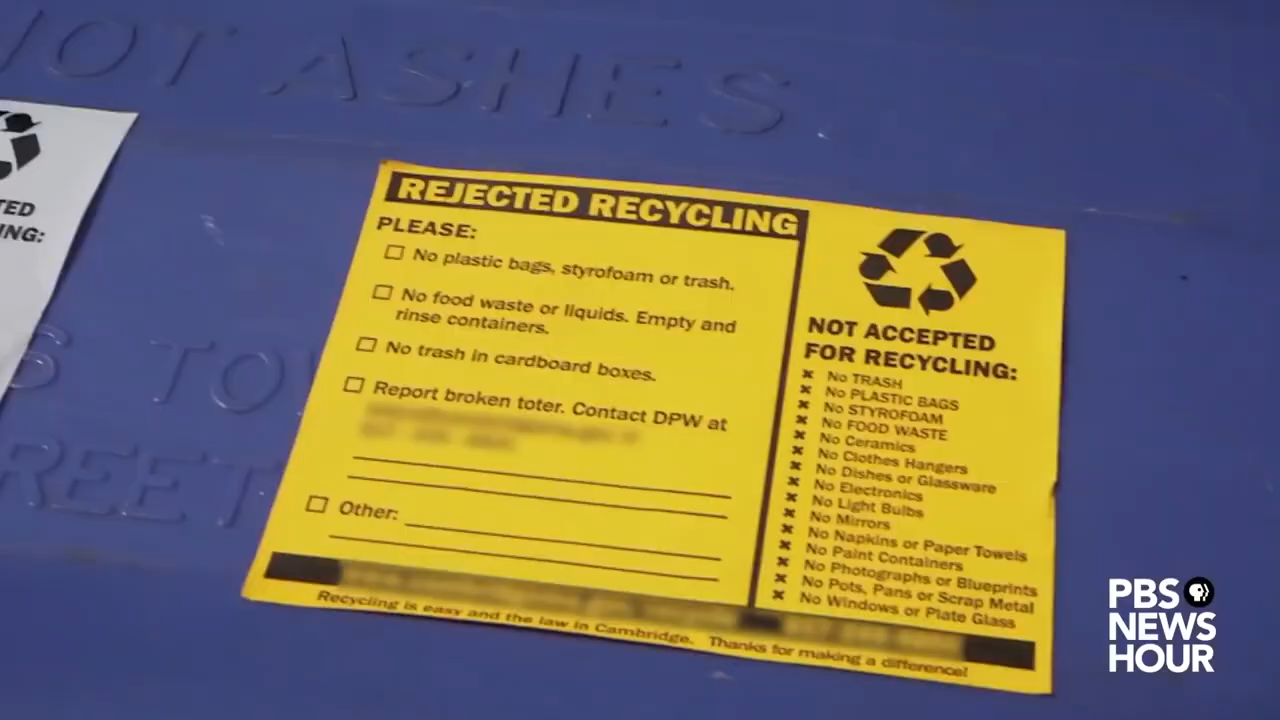 NOT ASHES
TED
ING:
REJECTED RECYCLING
PLEASE:
No plastic bags, styrofoam or trash.
No food waste or liquids. Empty and
rinse containers.
No trash in cardboard boxes.
Report broken toter. Contact DPW at
Other:
Recycling is easy and the law in Cambridge. Thanks for making a difference!
NOT ACCEPTED
FOR RECYCLING:
No TRASH
No PLASTIC BAGS
No STYROFOAM
No FOOD WASTE
No Ceramics
No Clothes Hangers
No Dishes or Glassware
No Electronics
No Light Bulbs
No Mirrors
No Napkins or Paper Towels
No Paint Containers
No Photographs or Blueprints
No Pots, Pans or Scrap Metal
No Windows or Plate Glass
S TO
REET
PBS
NEWS
HOUR